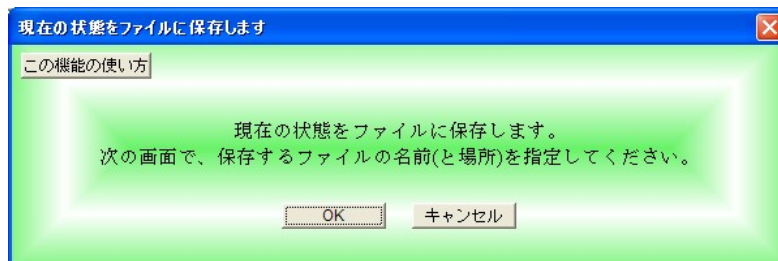 現在の状態をファイルに保存します
この機能の使い方
現在の状態をファイルに保存します。
次の画面で、保存するファイルの名前(と場所)を指定してください。
OK
キャンセル